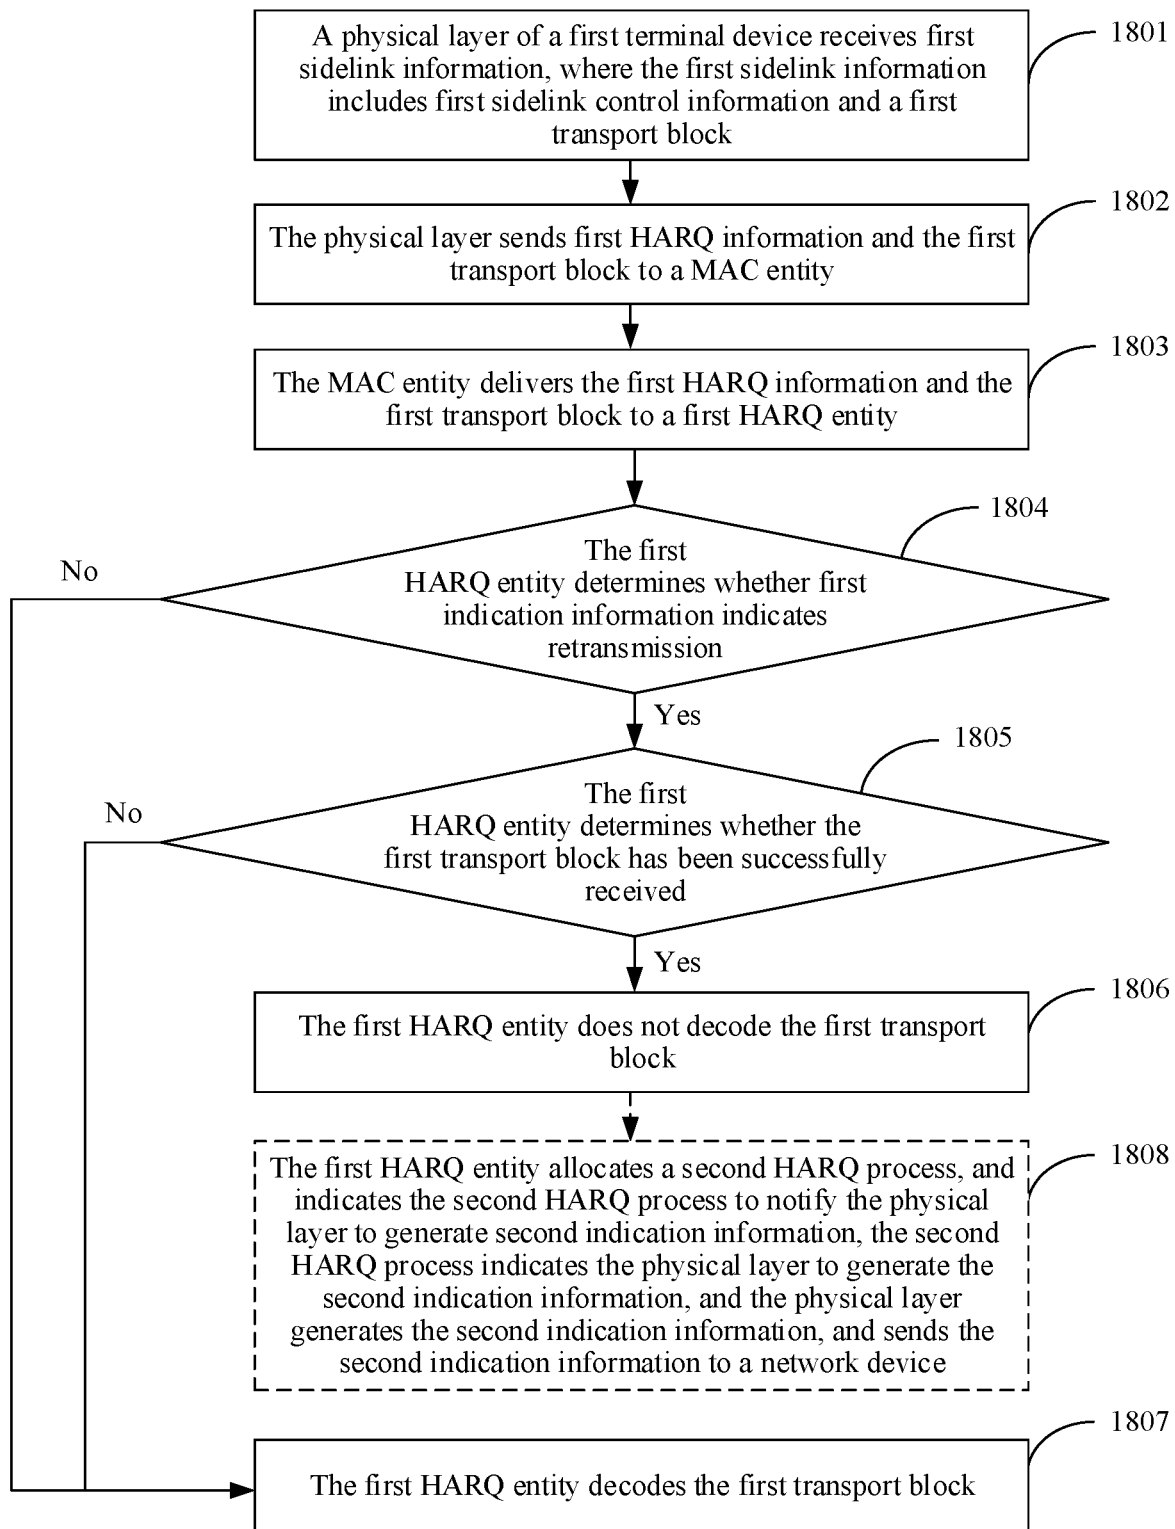 A physical layer of a first terminal device receives first
sidelink information, where the first sidelink information
includes first sidelink control information and a first
transport block
1801
The physical layer sends first HARQ information and the first
transport block to a MAC entity
1802
The MAC entity delivers the first HARQ information and the
first transport block to a first HARQ entity
1803
The first
HARQ entity determines whether first
indication information indicates
retransmission
1804
No
Yes
The first
HARQ entity determines whether the
first transport block has been successfully
received
1805
No
Yes
The first HARQ entity does not decode the first transport
block
1806
The first HARQ entity allocates a second HARQ process, and
indicates the second HARQ process to notify the physical
layer to generate second indication information, the second
HARQ process indicates the physical layer to generate the
second indication information, and the physical layer
generates the second indication information, and sends the
second indication information to a network device
1808
The first HARQ entity decodes the first transport block
1807